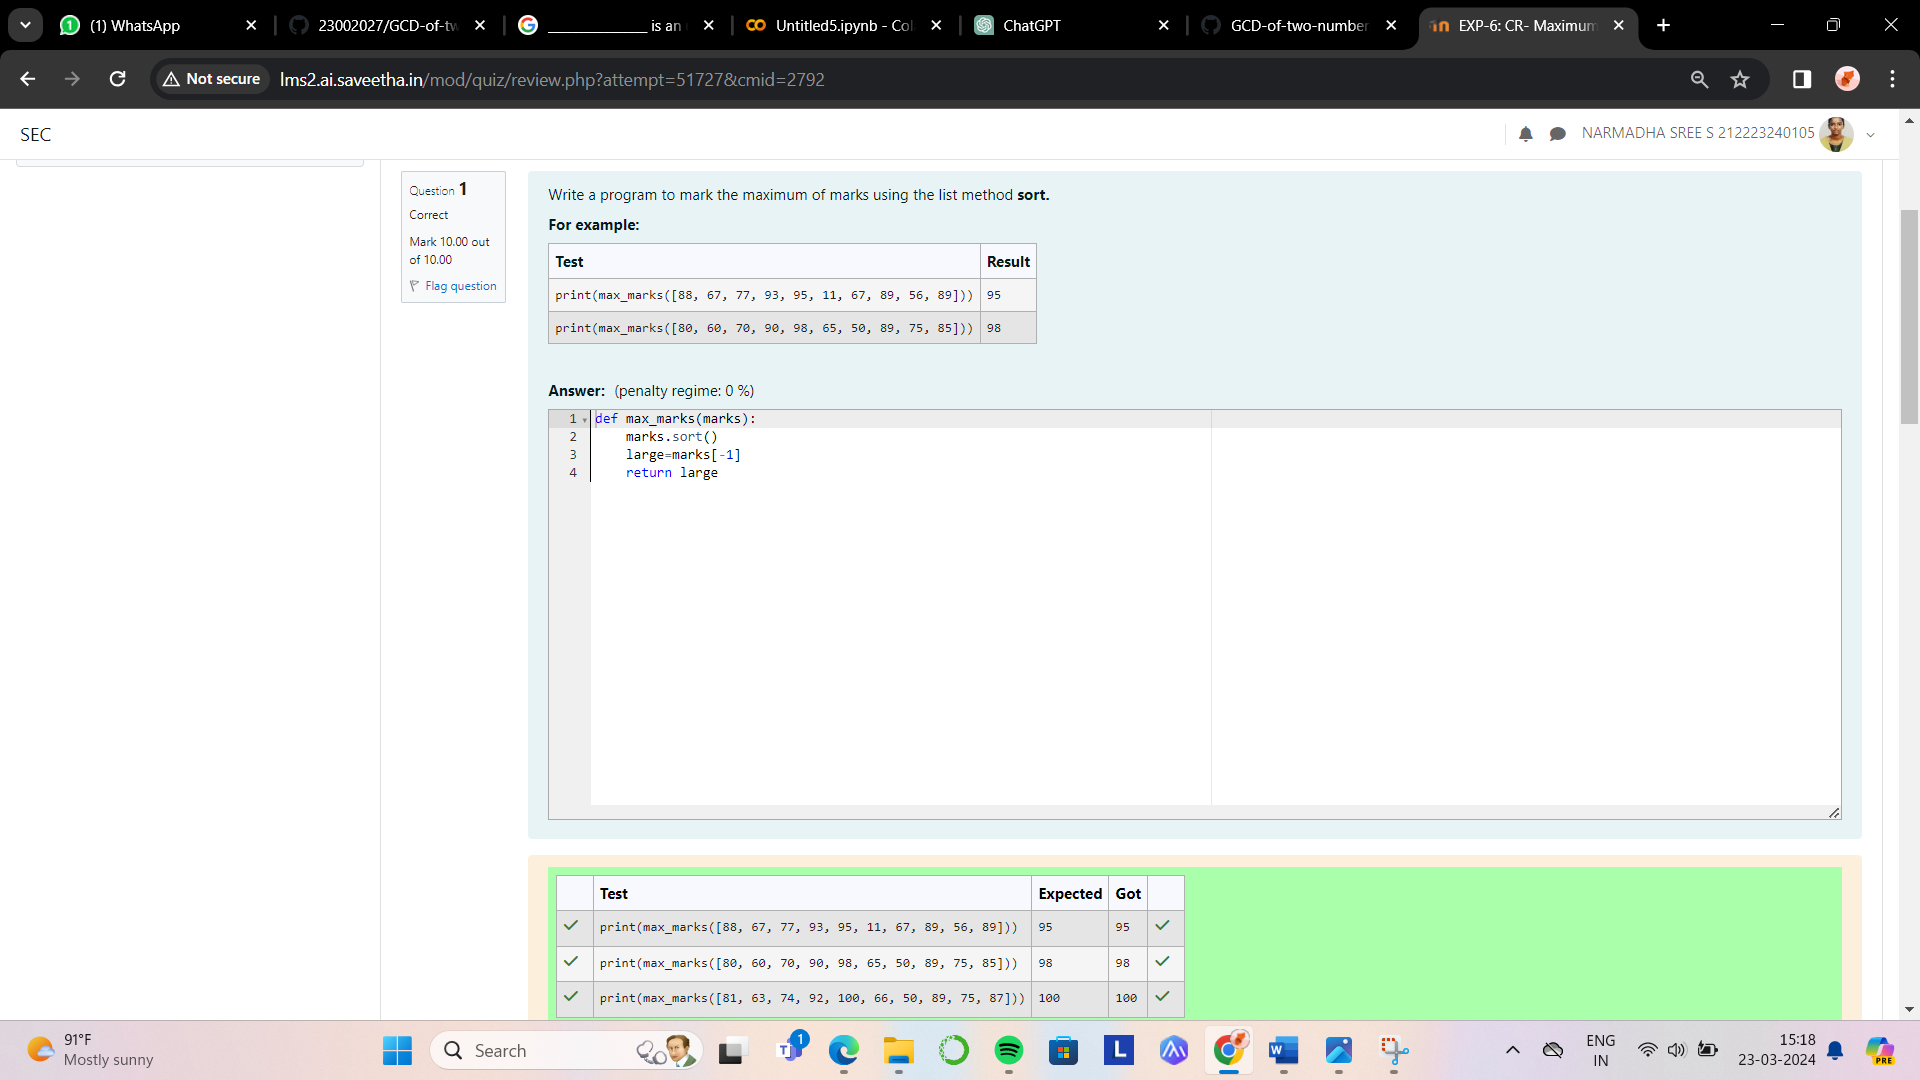 (1) WhatsApp
23002027/GCD-of-tw
____________ is an
Untitled5.ipynb - Col
ChatGPT
GCD-of-two-number
EXP-6: CR- Maximum
Not secure
lms2.ai.saveetha.in/mod/quiz/review.php?attempt=51727&cmid=2792
SEC
NARMADHA SREE S 212223240105
Question 1
Correct
Mark 10.00 out
of 10.00
Flag question
Write a program to mark the maximum of marks using the list method sort.
For example:
Test Result
print(max_marks([88, 67, 77, 93, 95, 11, 67, 89, 56, 89])) 95
print(max_marks([80, 60, 70, 90, 98, 65, 50, 89, 75, 85])) 98
Answer: (penalty regime: 0 %)
1 def max_marks(marks):
2     marks.sort()
3     large=marks[-1]
4     return large
Test Expected Got
print(max_marks([88, 67, 77, 93, 95, 11, 67, 89, 56, 89])) 95 95
print(max_marks([80, 60, 70, 90, 98, 65, 50, 89, 75, 85])) 98 98
print(max_marks([81, 63, 74, 92, 100, 66, 50, 89, 75, 87])) 100 100
91°F
Mostly sunny
Search
1
L
W
ENG
IN
15:18
23-03-2024
PRE